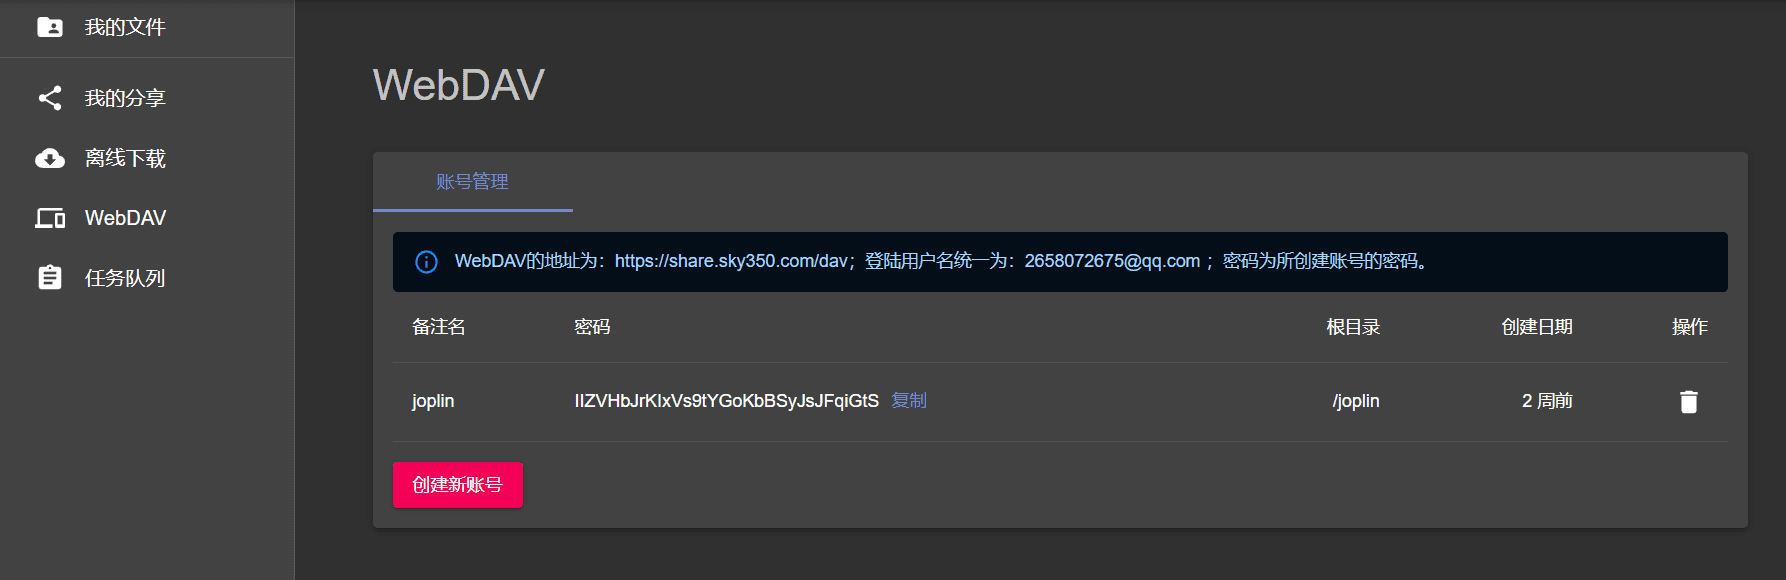 我的文件
我的分享
离线下载
WebDAV
任务队列
WebDAV
账号管理
WebDAV的地址为：https://share.sky350.com/dav；登陆用户名统一为：2658072675@qq.com ；密码为所创建账号的密码。
备注名 密码 根目录 创建日期 操作
joplin IIZVHbJrKIxVs9tYGoKbBSyJsJFqiGtS 复制 /joplin 2 周前
创建新账号